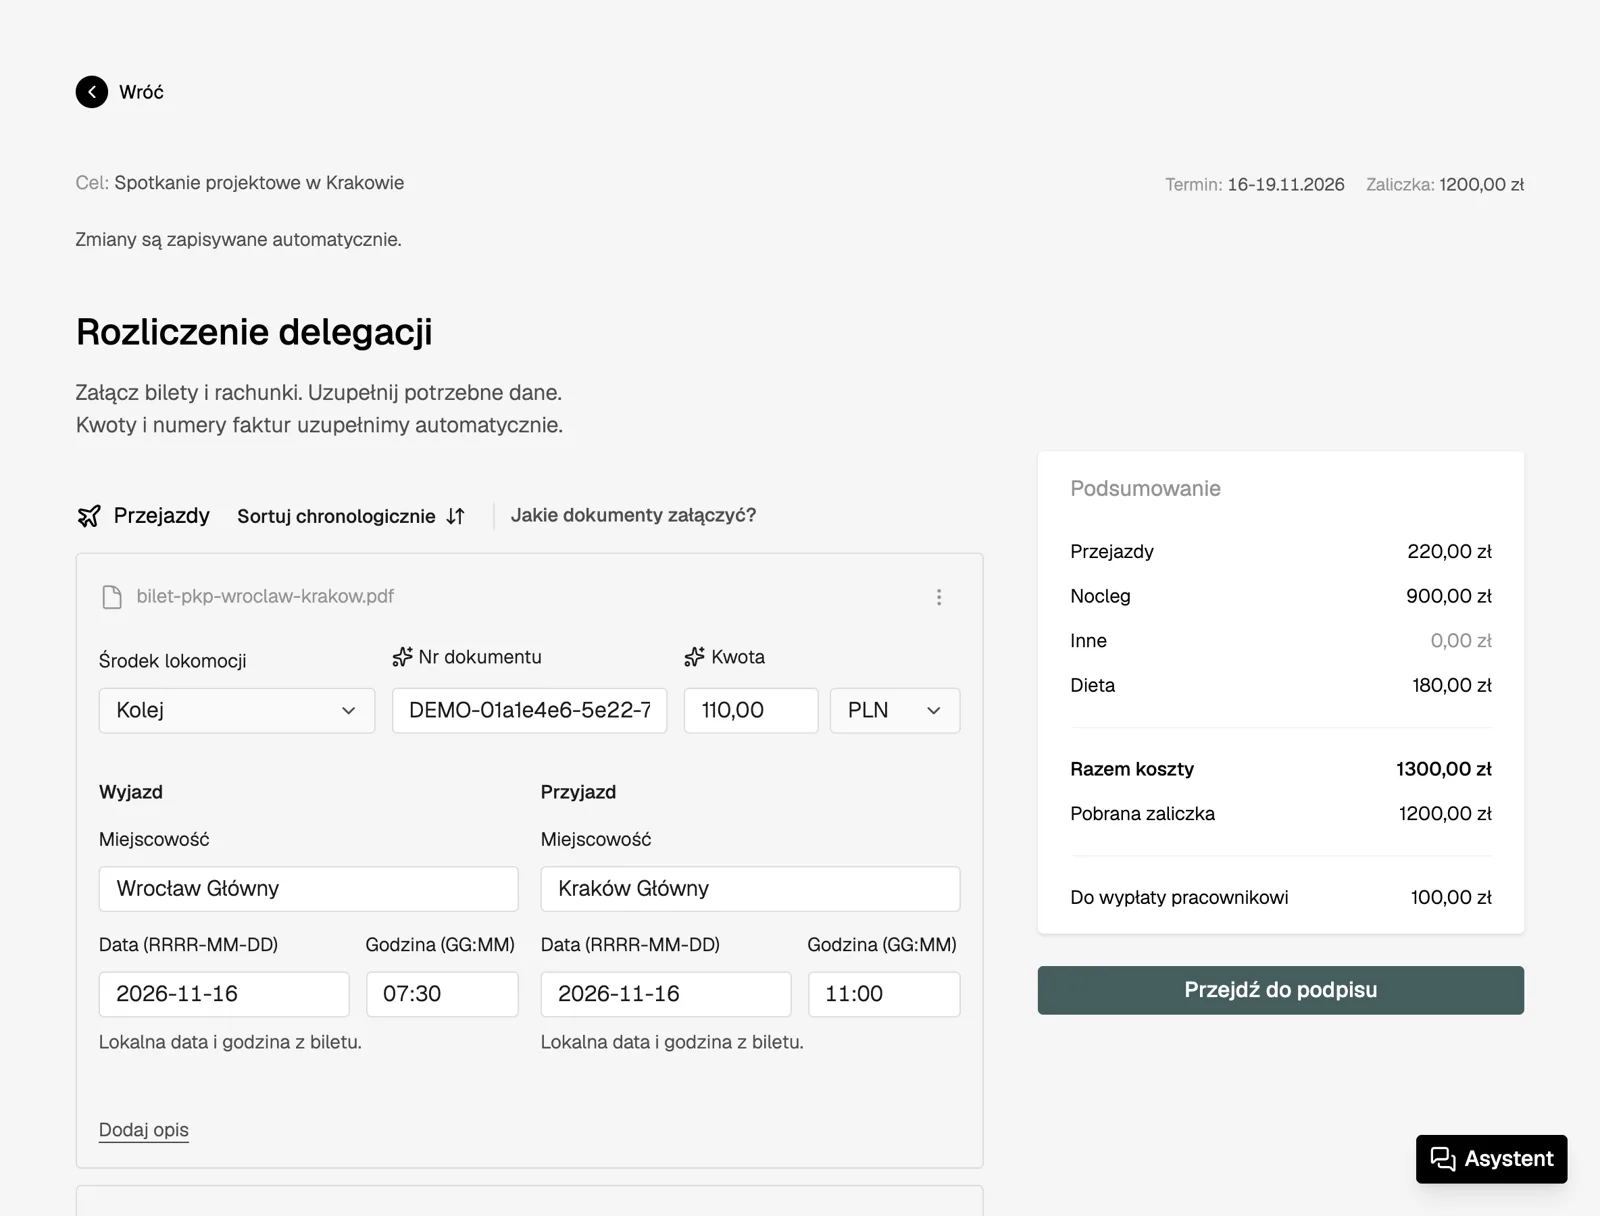 Wróć
Cel: Spotkanie projektowe w Krakowie
Termin: 16-19.11.2026 Zaliczka: 1200,00 zł
Zmiany są zapisywane automatycznie.
Rozliczenie delegacji
Załącz bilety i rachunki. Uzupełnij potrzebne dane.
Kwoty i numery faktur uzupełnimy automatycznie.
Przejazdy Sortuj chronologicznie Jakie dokumenty załączyć?
bilet-pkp-wroclaw-krakow.pdf
Środek lokomocji Nr dokumentu Kwota
Kolej DEMO-01a1e4e6-5e22-7 110,00 PLN
Wyjazd Przyjazd
Miejscowość Miejscowość
Wrocław Główny Kraków Główny
Data (RRRR-MM-DD) Godzina (GG:MM) Data (RRRR-MM-DD) Godzina (GG:MM)
2026-11-16 07:30 2026-11-16 11:00
Lokalna data i godzina z biletu. Lokalna data i godzina z biletu.
Dodaj opis
Podsumowanie
Przejazdy 220,00 zł
Nocleg 900,00 zł
Inne 0,00 zł
Dieta 180,00 zł
Razem koszty 1300,00 zł
Pobrana zaliczka 1200,00 zł
Do wypłaty pracownikowi 100,00 zł
Przejdź do podpisu
Asystent